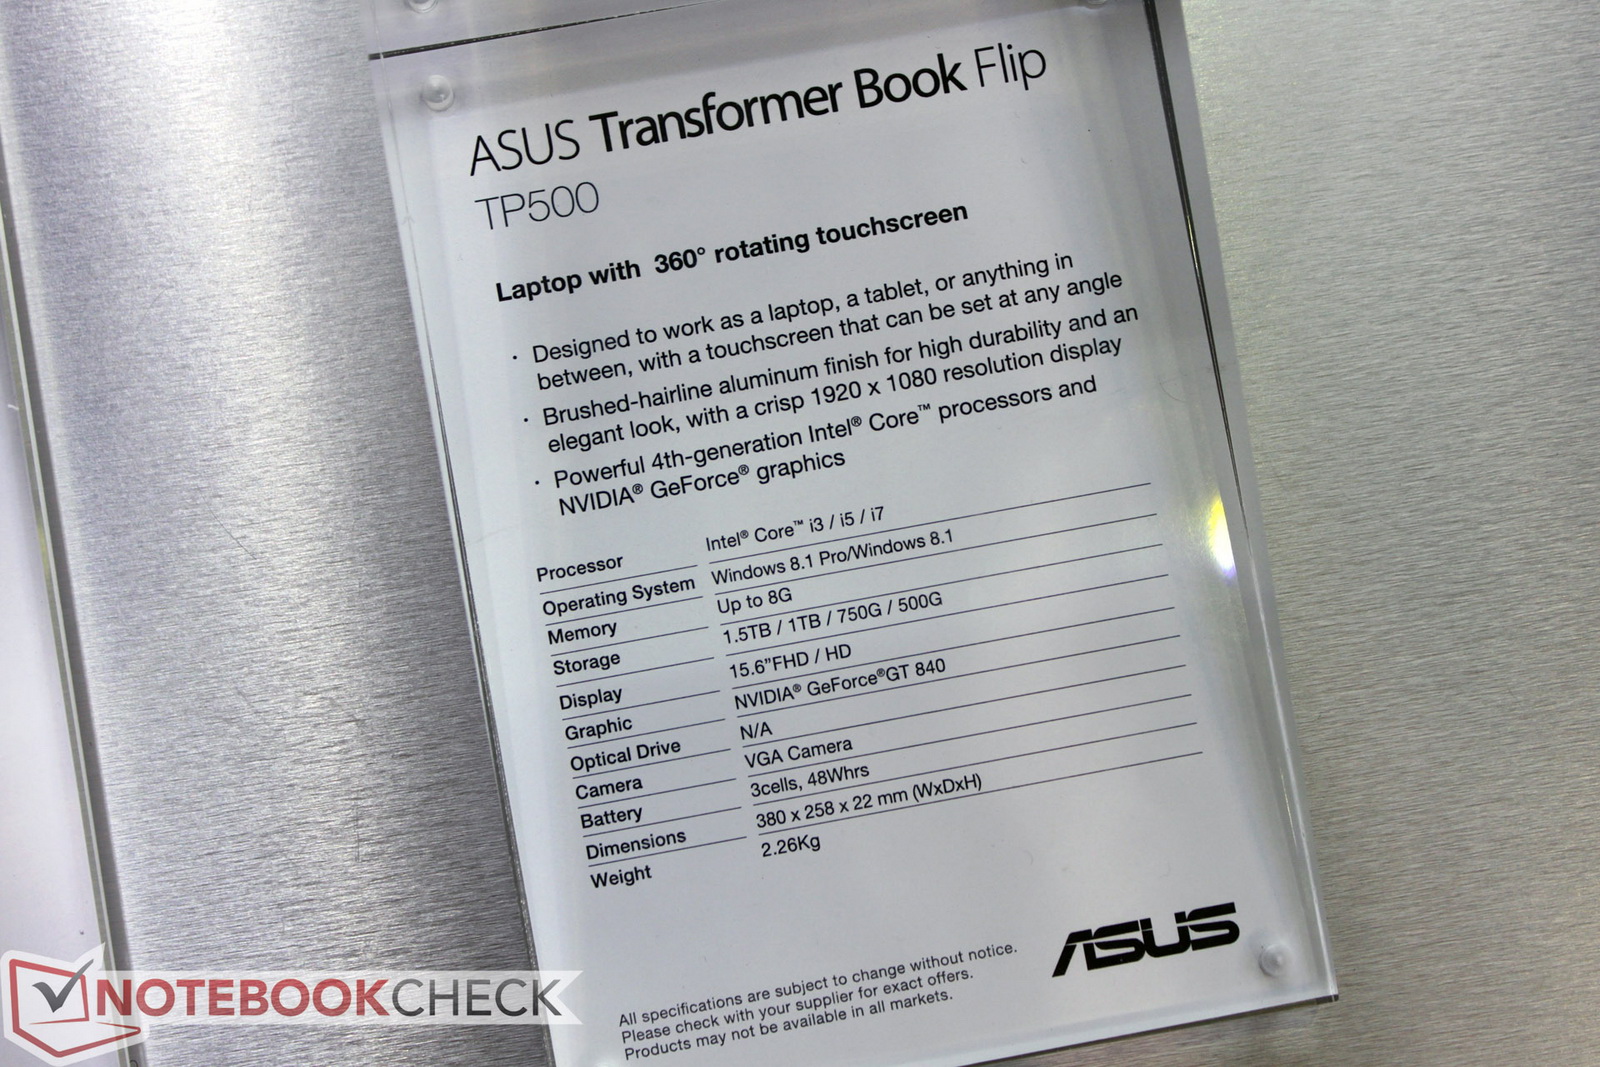 ASUS Transformer Book Flip
TP500
Laptop with 360° rotating touchscreen
· Designed to work as a laptop, a tablet, or anything in
between, with a touchscreen that can be set at any angle
· Brushed-hairline aluminum finish for high durability and an
elegant look, with a crisp 1920 x 1080 resolution display
· Powerful 4th-generation Intel® Core™ processors and
NVIDIA® GeForce® graphics
Processor Intel® Core™ i3 / i5 / i7
Operating System Windows 8.1 Pro/Windows 8.1
Memory Up to 8G
Storage 1.5TB / 1TB / 750G / 500G
Display 15.6”FHD / HD
Graphic NVIDIA® GeForce®GT 840
Optical Drive N/A
Camera VGA Camera
Battery 3cells, 48Whrs
Dimensions 380 x 258 x 22 mm (WxDxH)
Weight 2.26Kg
All specifications are subject to change without notice.
Please check with your supplier for exact offers.
Products may not be available in all markets.
ASUS
NOTEBOOKCHECK